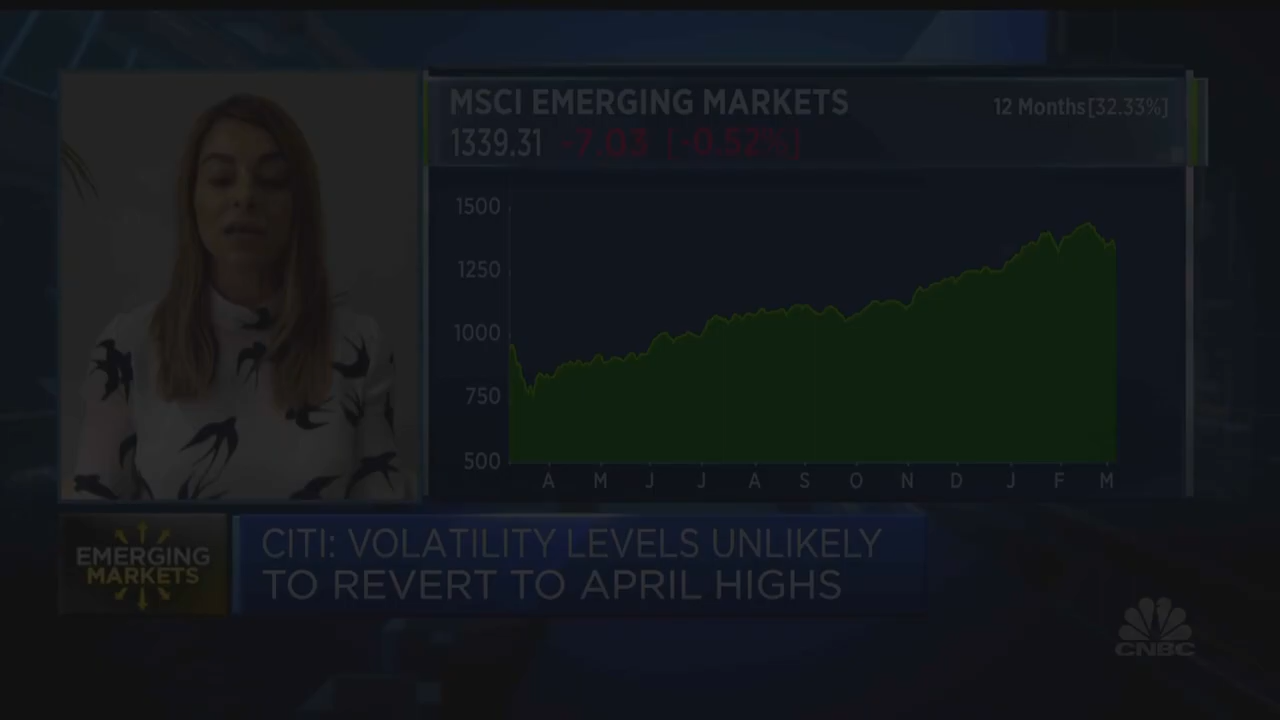 MSCI EMERGING MARKETS
12 Months[32.33%]
1339.31 -7.03 [-0.52%]
1500
1250
1000
750
500
A M J J A S O N D J F M
EMERGING
MARKETS
CITI: VOLATILITY LEVELS UNLIKELY
TO REVERT TO APRIL HIGHS
CNBC